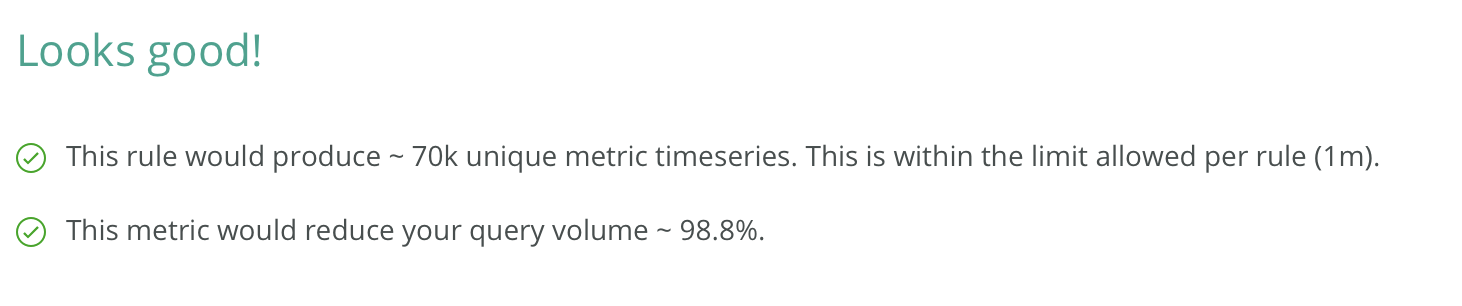 Looks good!
This rule would produce ~ 70k unique metric timeseries. This is within the limit allowed per rule (1m).
This metric would reduce your query volume ~ 98.8%.